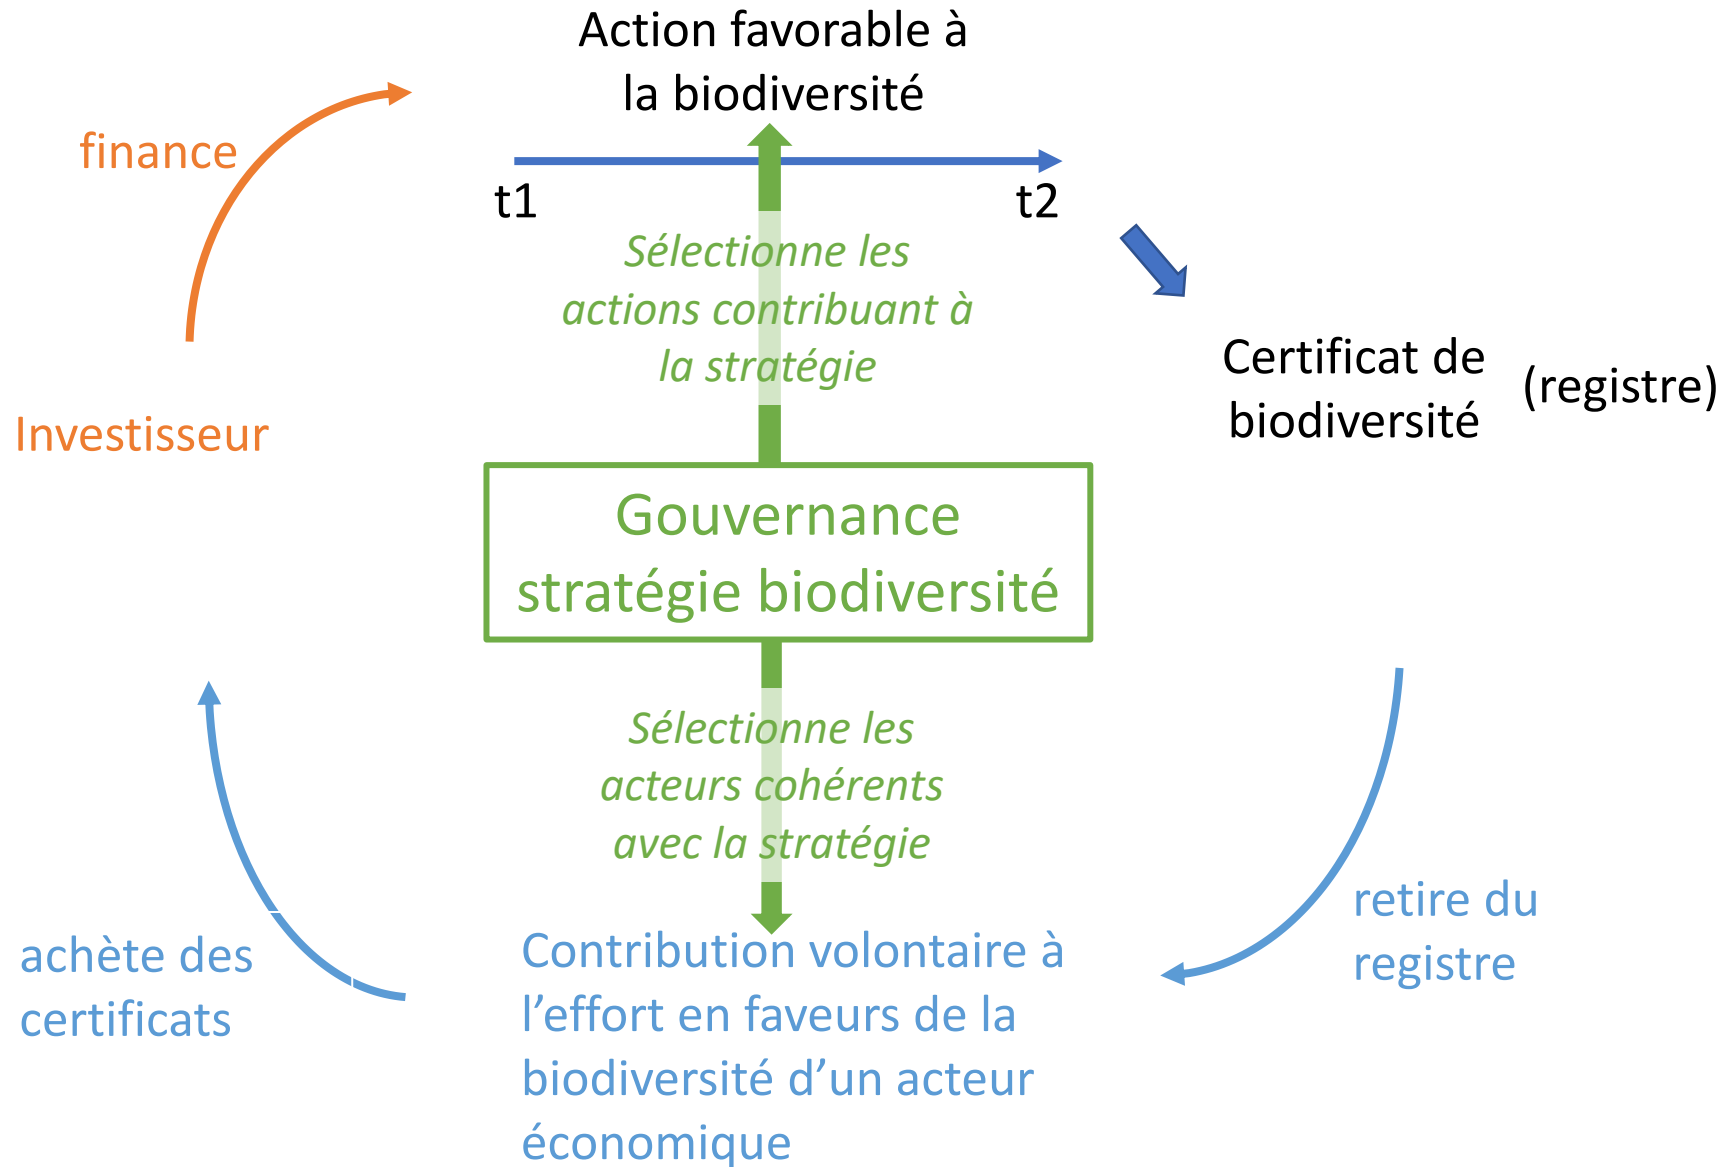 Action favorable à
la biodiversité
finance
t1
t2
Sélectionne les
actions contribuant à
la stratégie
Certificat de
biodiversité
(registre)
Investisseur
Gouvernance
stratégie biodiversité
Sélectionne les
acteurs cohérents
avec la stratégie
retire du
registre
achète des
certificats
Contribution volontaire à
l’effort en faveurs de la
biodiversité d’un acteur
économique